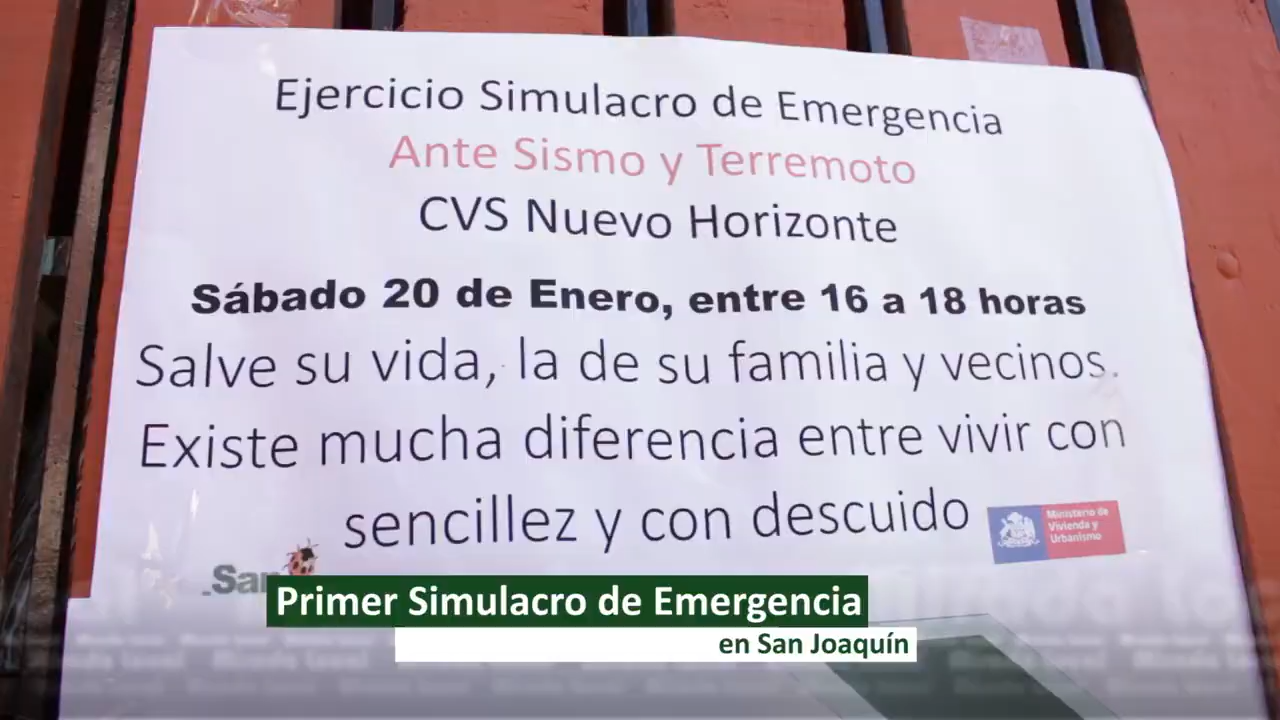 Ejercicio Simulacro de Emergencia
Ante Sismo y Terremoto
CVS Nuevo Horizonte
Sábado 20 de Enero, entre 16 a 18 horas
Salve su vida, la de su familia y vecinos.
Existe mucha diferencia entre vivir con
sencillez y con descuido
Ministerio de
Vivienda y
Urbanismo
Primer Simulacro de Emergencia
en San Joaquín